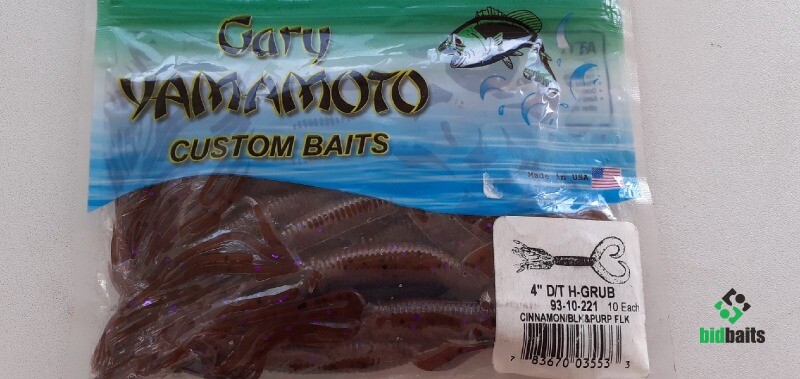 Gary
YAMAMOTO
CUSTOM BAITS
Made in USA
4" D/T H-GRUB
93-10-221 10 Each
CINNAMON/BLK&PURP FLK
7 83670 03553 3
bidbaits